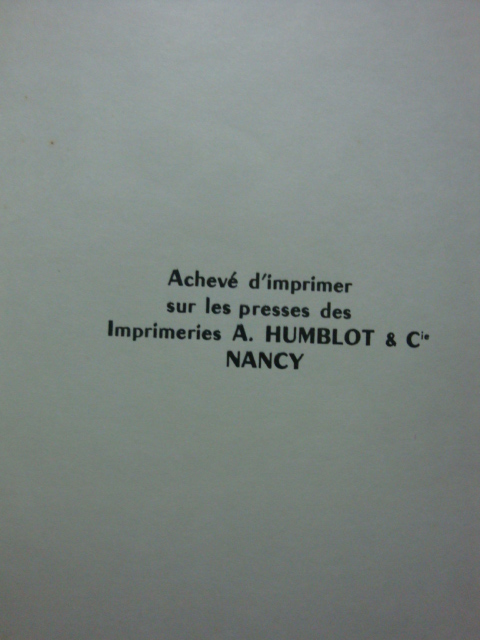 Achevé d'imprimer
sur les presses des
Imprimeries A. HUMBLOT & Cie
NANCY